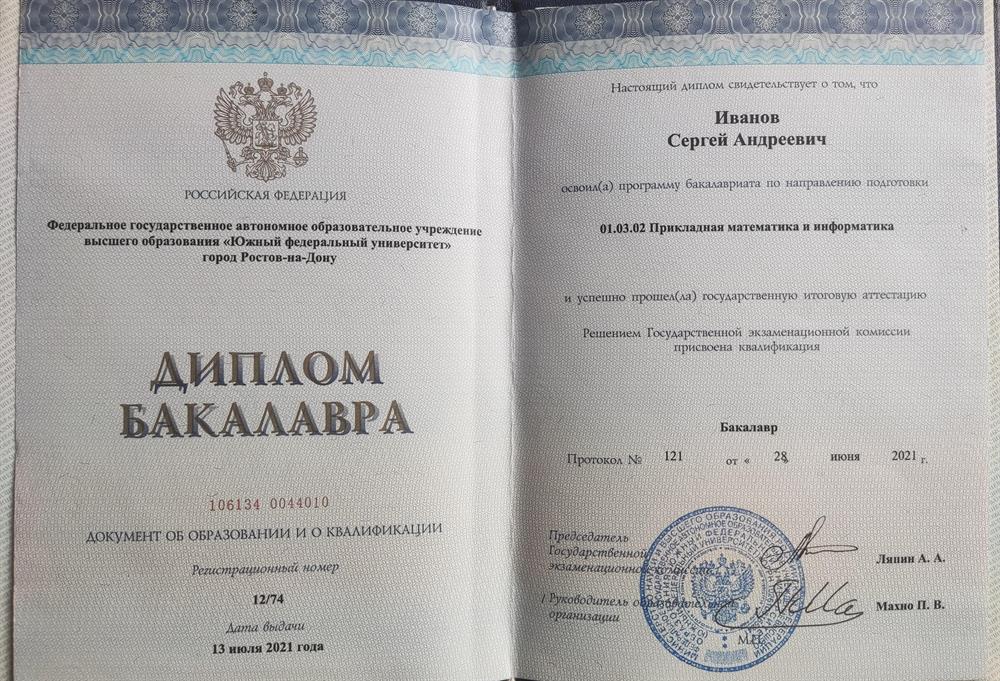 РОССИЙСКАЯ ФЕДЕРАЦИЯ
Федеральное государственное автономное образовательное учреждение
высшего образования «Южный федеральный университет»
город Ростов-на-Дону
ДИПЛОМ
БАКАЛАВРА
106134 0044010
ДОКУМЕНТ ОБ ОБРАЗОВАНИИ И О КВАЛИФИКАЦИИ
Регистрационный номер
12/74
Дата выдачи
13 июля 2021 года
Настоящий диплом свидетельствует о том, что
Иванов
Сергей Андреевич
освоил(а) программу бакалавриата по направлению подготовки
01.03.02 Прикладная математика и информатика
и успешно прошел(ла) государственную итоговую аттестацию
Решением Государственной экзаменационной комиссии
присвоена квалификация
Бакалавр
Протокол № 121 от « 28 июня 2021 г.
Председатель
Государственной
экзаменационной комиссии
Ляпин А. А.
Руководитель образовательной
организации
Махно П. В.
М.П.